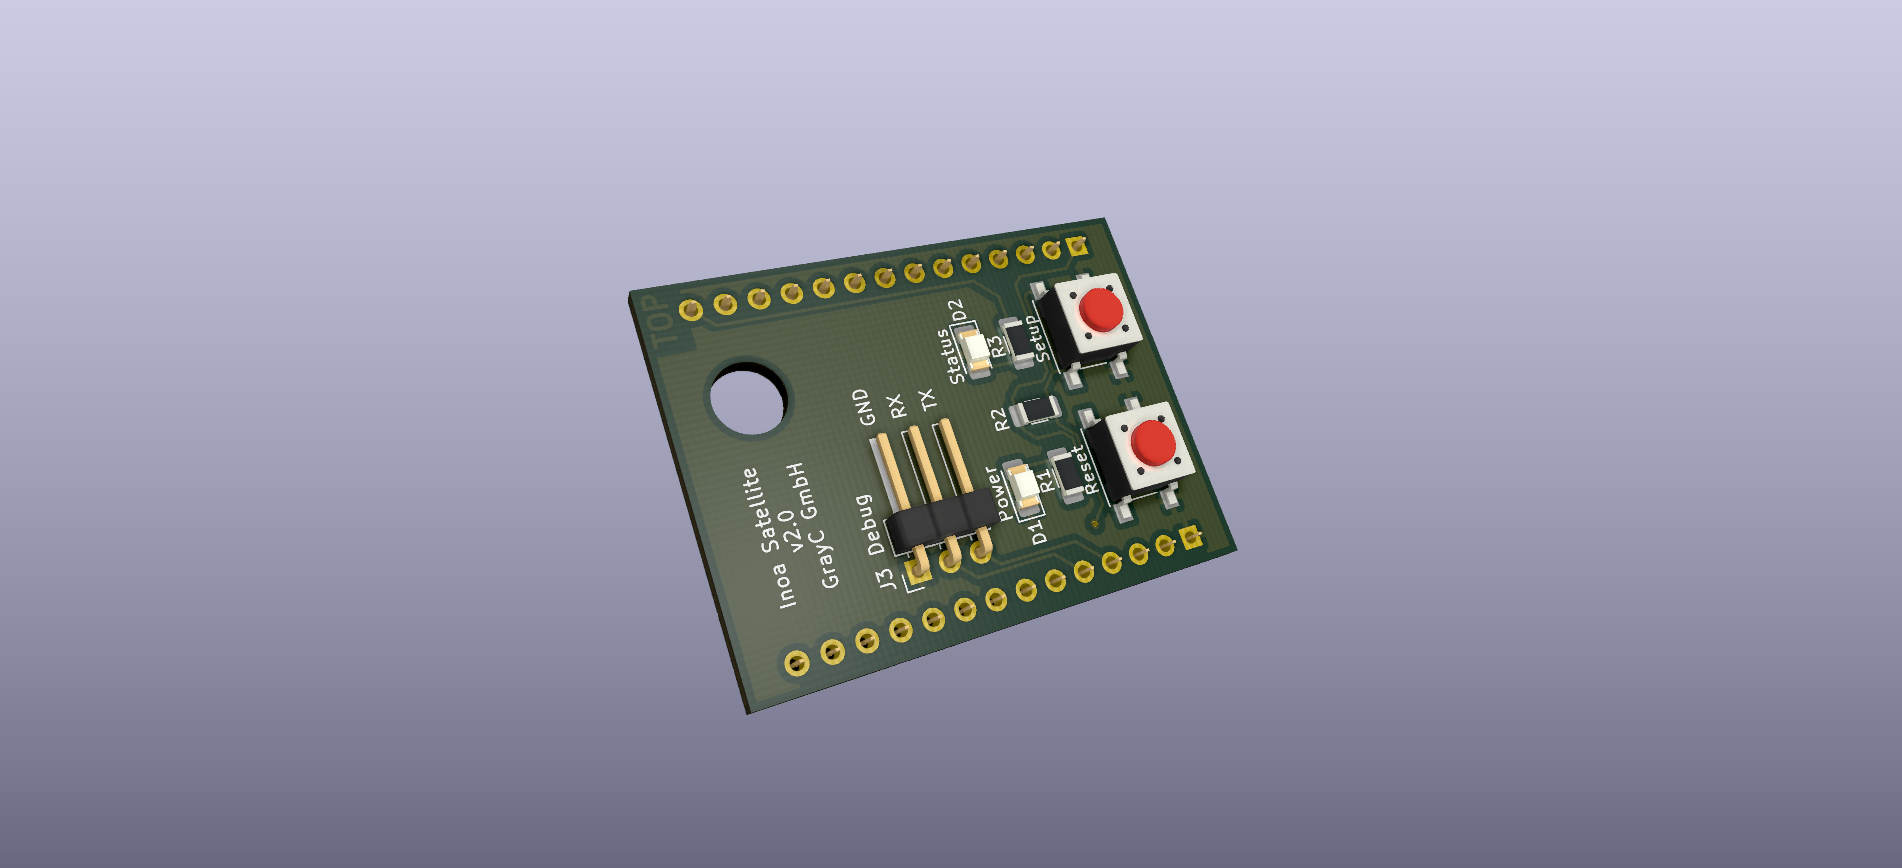 TOP
D2
Status
R3
Setup
GND
RX
TX
R2
Power
R1
Reset
D1
Debug
J3
Inoa Satellite
v2.0
GrayC GmbH